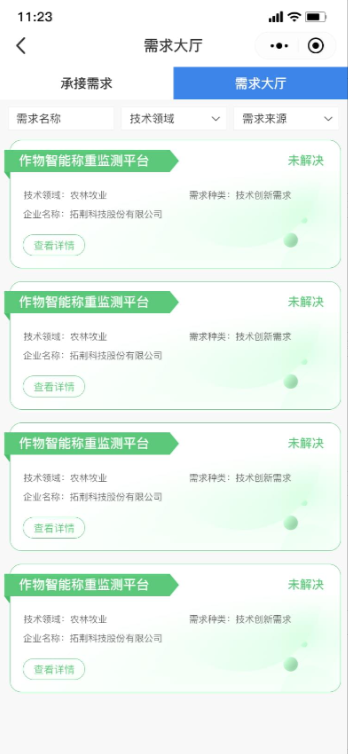 11:23
需求大厅
承接需求 需求大厅
需求名称 技术领域 需求来源
作物智能称重监测平台 未解决
技术领域：农林牧业 需求种类：技术创新需求
企业名称：拓荆科技股份有限公司
查看详情
作物智能称重监测平台 未解决
技术领域：农林牧业 需求种类：技术创新需求
企业名称：拓荆科技股份有限公司
查看详情
作物智能称重监测平台
技术领域：农林牧业 需求种类：技术创新需求
企业名称：拓荆科技股份有限公司
查看详情
作物智能称重监测平台 未解决
技术领域：农林牧业 需求种类：技术创新需求
企业名称：拓荆科技股份有限公司
查看详情